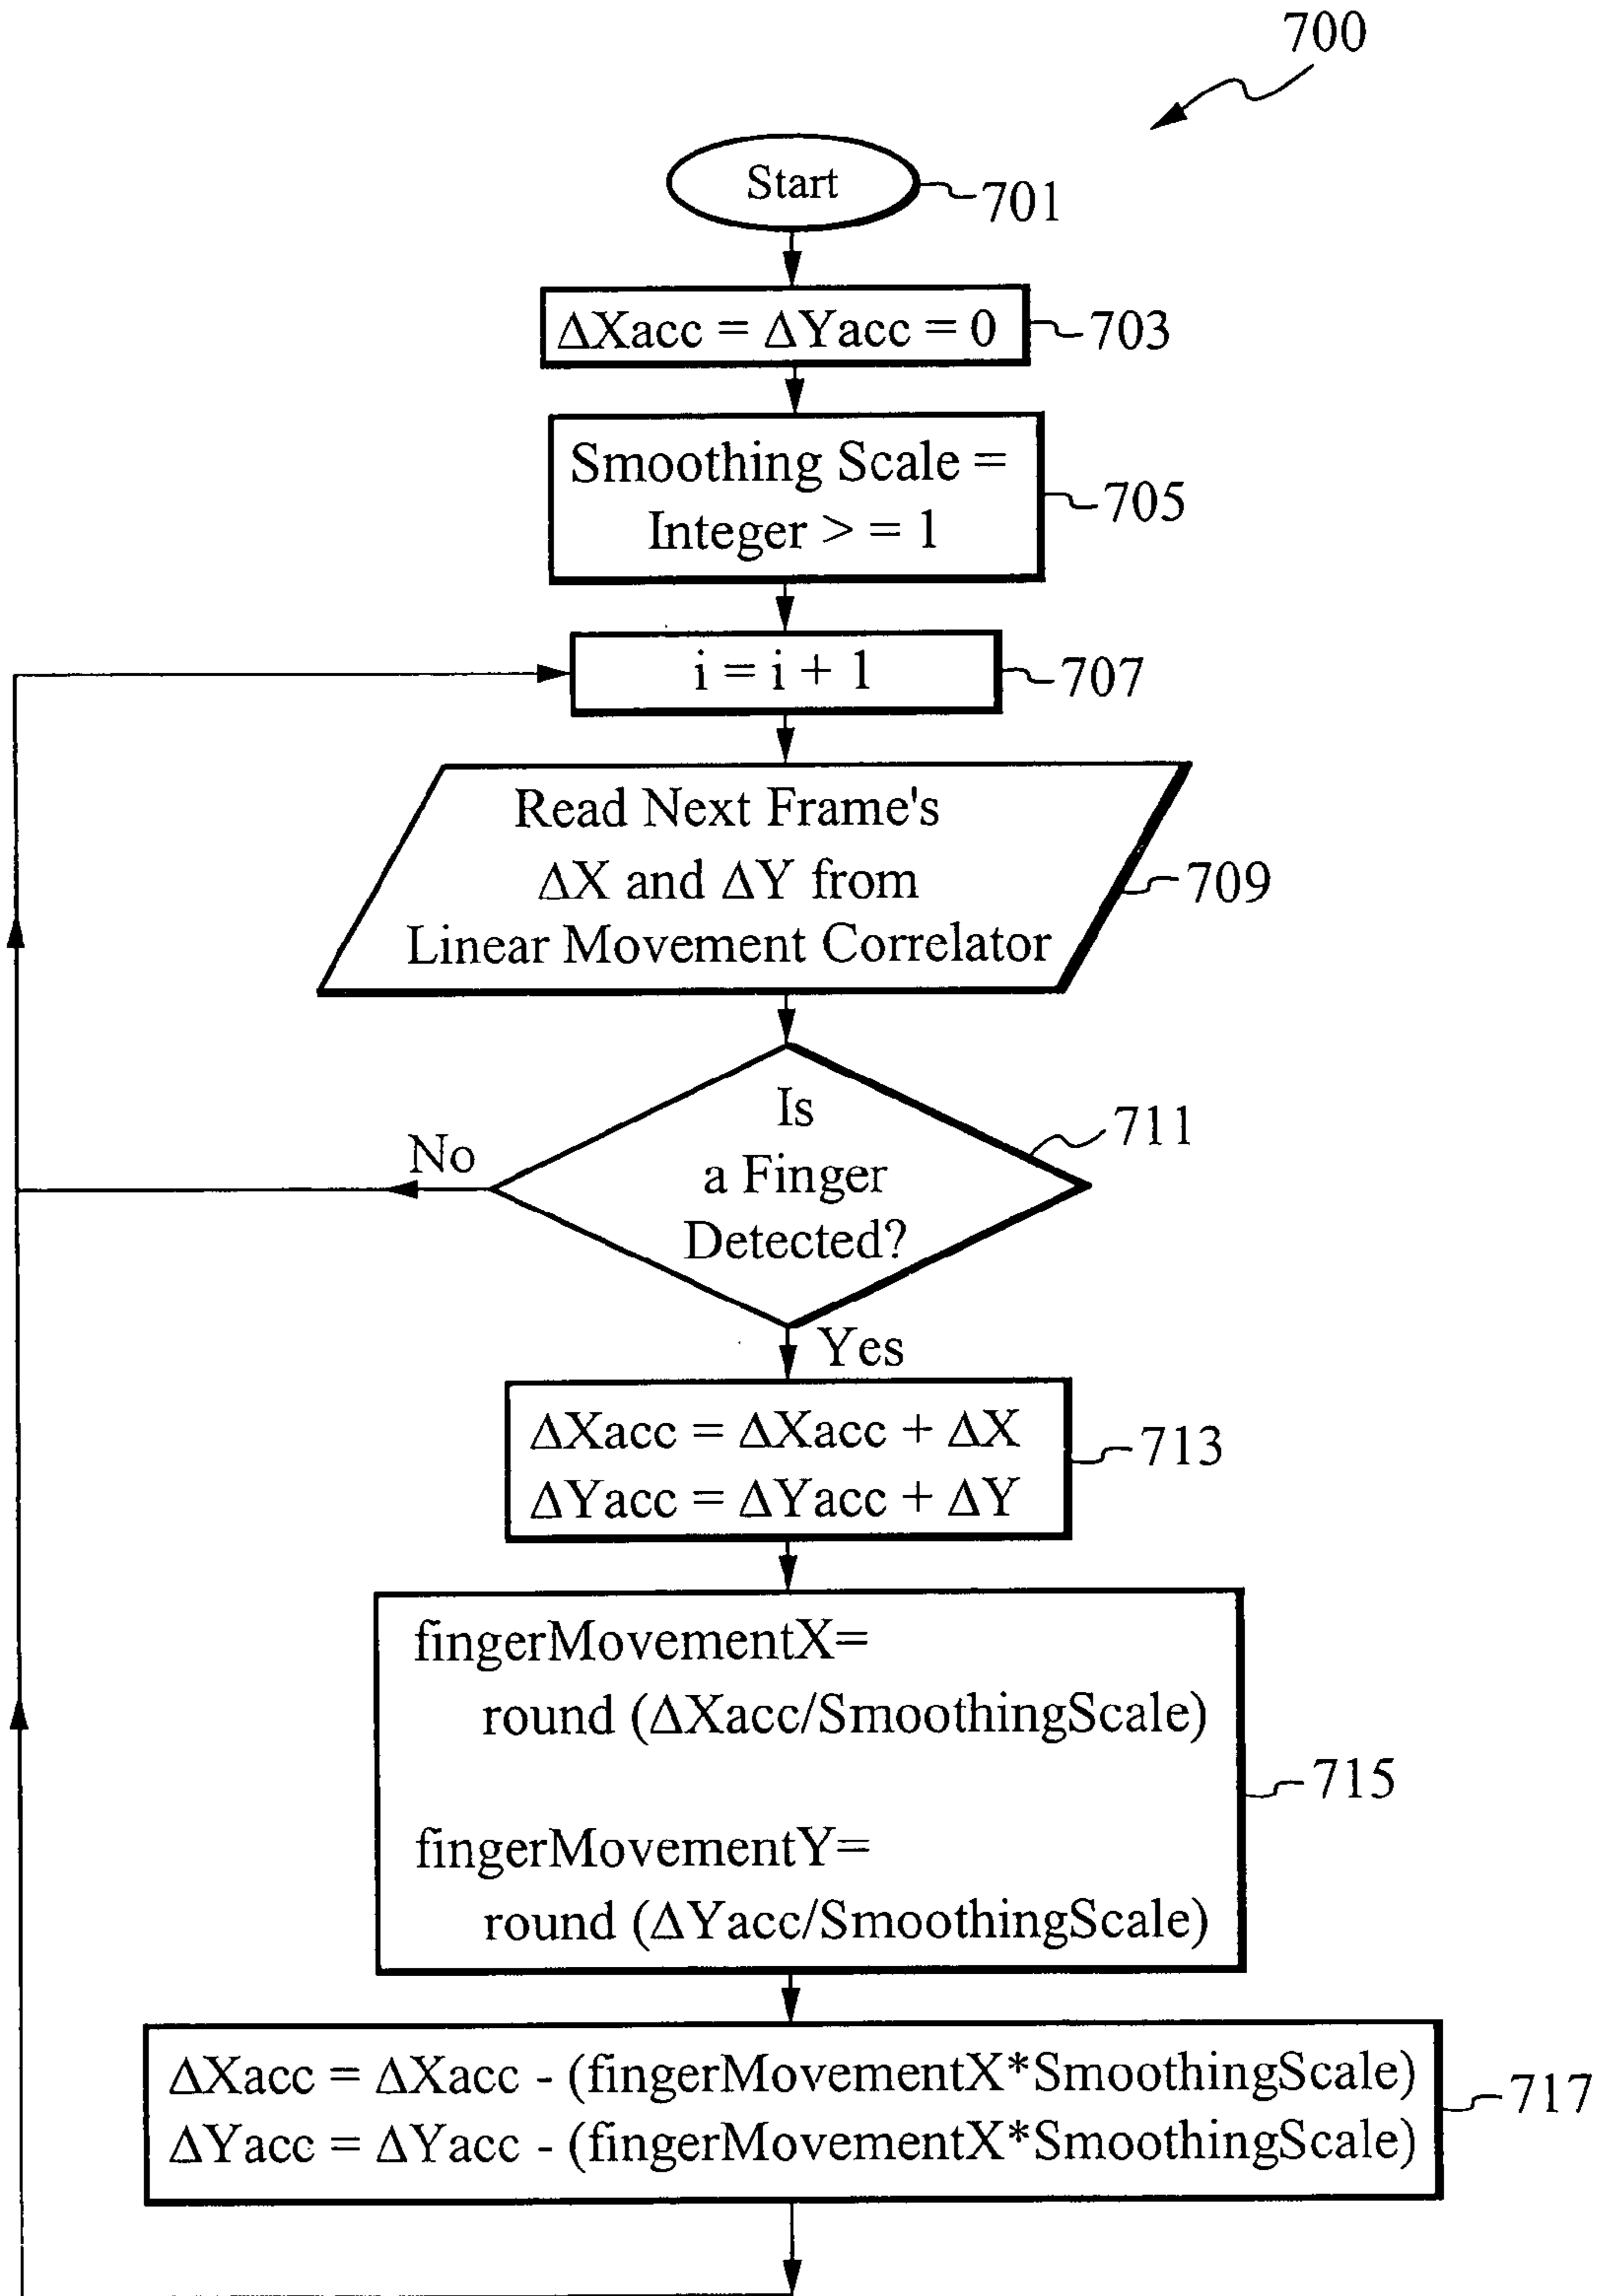 700
Start
701
ΔXacc = ΔYacc = 0
703
Smoothing Scale =
Integer > = 1
705
i = i + 1
707
Read Next Frame's
ΔX and ΔY from
Linear Movement Correlator
709
Is
a Finger
Detected?
711
No
Yes
ΔXacc = ΔXacc + ΔX
ΔYacc = ΔYacc + ΔY
713
fingerMovementX=
round (ΔXacc/SmoothingScale)
fingerMovementY=
round (ΔYacc/SmoothingScale)
715
ΔXacc = ΔXacc - (fingerMovementX*SmoothingScale)
ΔYacc = ΔYacc - (fingerMovementX*SmoothingScale)
717